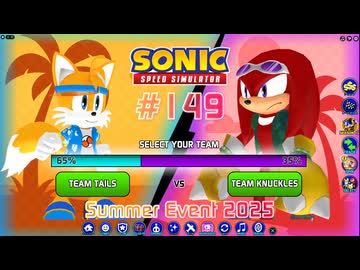 SONIC
SPEED SIMULATOR
#149
SELECT YOUR TEAM
65%
35%
TEAM TAILS
VS
TEAM KNUCKLES
Summer Event 2025